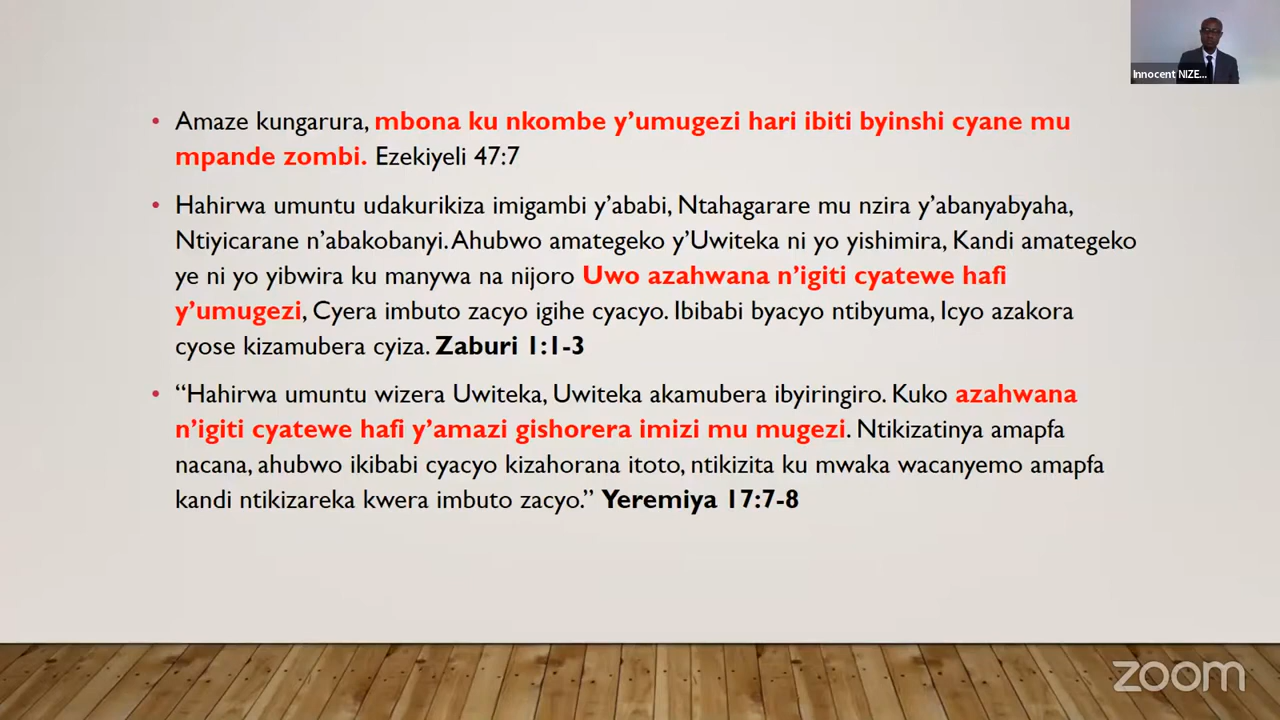 Innocent NIZE...
Amaze kungarura, mbona ku nkombe y’umugezi hari ibiti byinshi cyane mu
mpande zombi. Ezekiyeli 47:7
Hahirwa umuntu udakurikiza imigambi y’ababi, Ntahagarare mu nzira y’abanyabyaha,
Ntiyicarane n’abakobanyi. Ahubwo amategeko y’Uwiteka ni yo yishimira, Kandi amategeko
ye ni yo yibwira ku manywa na nijoro Uwo azahwana n’igiti cyatewe hafi
y’umugezi, Cyera imbuto zacyo igihe cyacyo. Ibibabi byacyo ntibyuma, Icyo azakora
cyose kizamubera cyiza. Zaburi 1:1-3
“Hahirwa umuntu wizera Uwiteka, Uwiteka akamubera ibyiringiro. Kuko azahwana
n’igiti cyatewe hafi y’amazi gishorera imizi mu mugezi. Ntikizatinya amapfa
nacana, ahubwo ikibabi cyacyo kizahorana itoto, ntikizita ku mwaka wacanyemo amapfa
kandi ntikizareka kwera imbuto zacyo.” Yeremiya 17:7-8
zoom